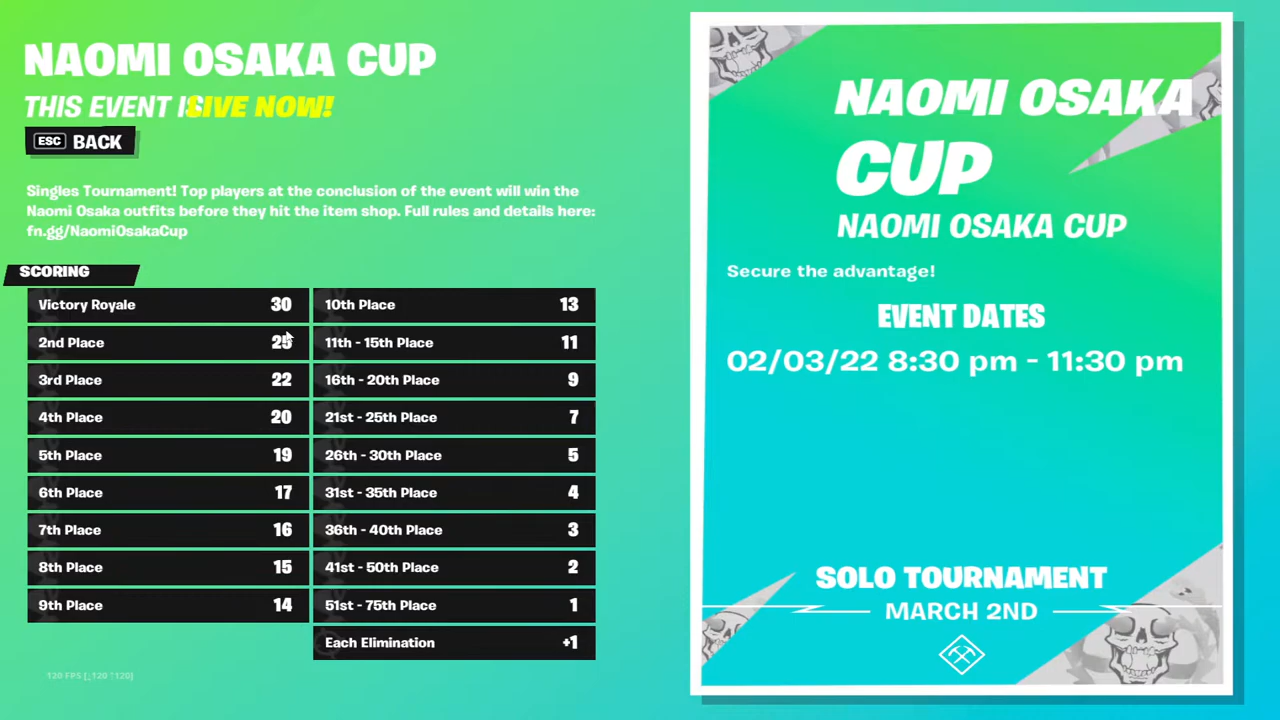 NAOMI OSAKA CUP
THIS EVENT IS LIVE NOW!
ESC BACK
Singles Tournament! Top players at the conclusion of the event will win the
Naomi Osaka outfits before they hit the item shop. Full rules and details here:
fn.gg/NaomiOsakaCup
SCORING
Victory Royale 30
2nd Place 25
3rd Place 22
4th Place 20
5th Place 19
6th Place 17
7th Place 16
8th Place 15
9th Place 14
10th Place 13
11th - 15th Place 11
16th - 20th Place 9
21st - 25th Place 7
26th - 30th Place 5
31st - 35th Place 4
36th - 40th Place 3
41st - 50th Place 2
51st - 75th Place 1
Each Elimination +1
NAOMI OSAKA
CUP
NAOMI OSAKA CUP
Secure the advantage!
EVENT DATES
02/03/22 8:30 pm - 11:30 pm
SOLO TOURNAMENT
MARCH 2ND